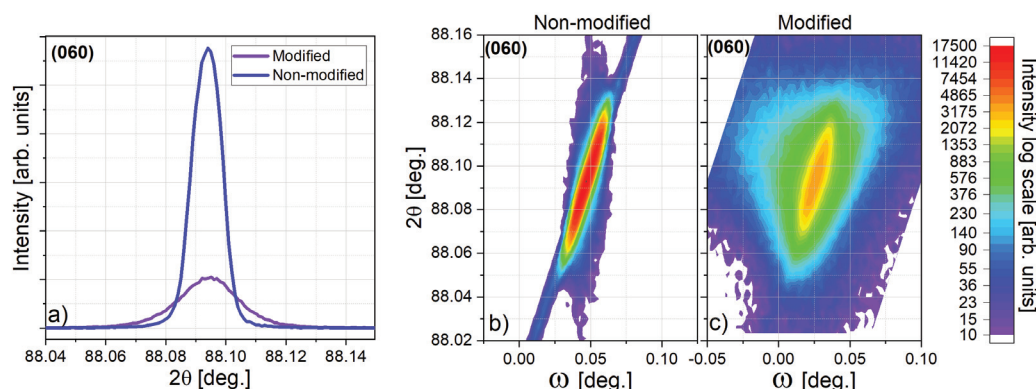 (060)
Modified
Non-modified
Intensity [arb. units]
a)
88.04 88.06 88.08 88.10 88.12 88.14
2θ [deg.]
Non-modified
Modified
88.16
88.14
88.12
88.10
88.08
88.06
88.04
88.02
2θ [deg.]
(060)
b)
0.00 0.05 0.10
ω [deg.]
(060)
c)
-0.05 0.00 0.05 0.10
ω [deg.]
17500
11420
7454
4865
3175
2072
1353
883
576
376
230
140
90
55
36
23
15
10
Intensity log scale [arb. units]